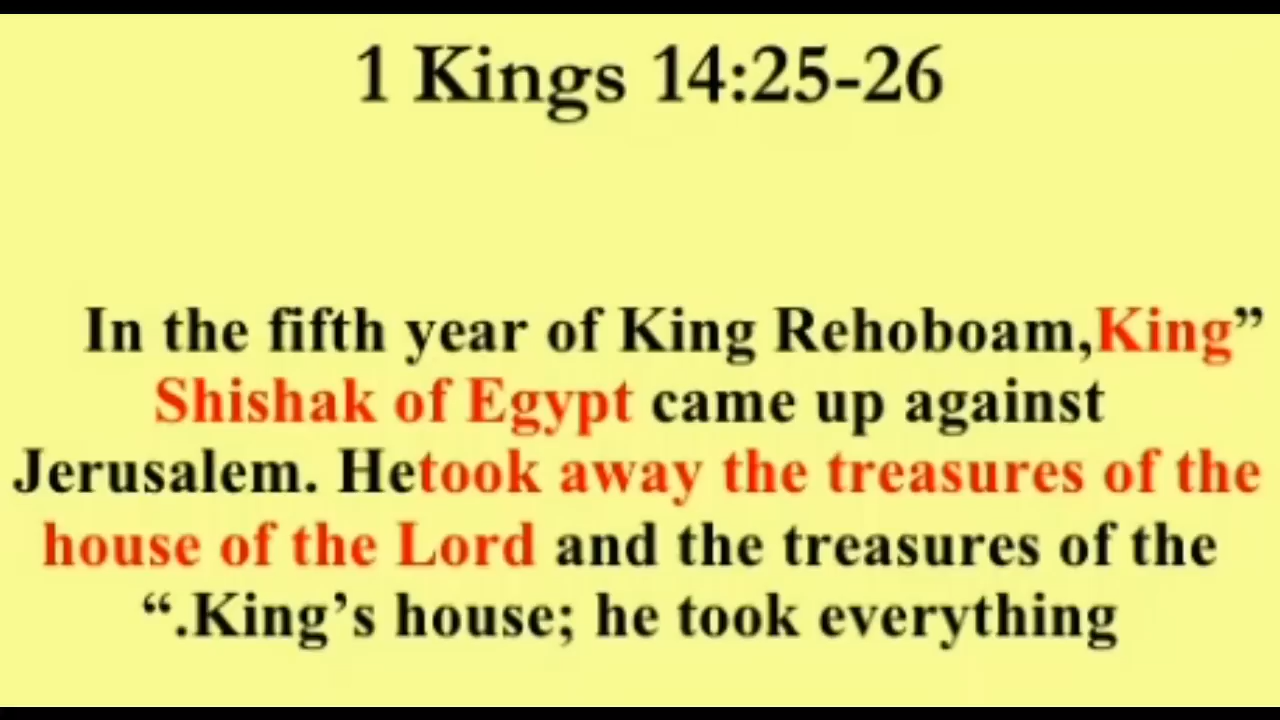 1 Kings 14:25-26
In the fifth year of King Rehoboam,King”
Shishak of Egypt came up against
Jerusalem. Hetook away the treasures of the
house of the Lord and the treasures of the
“.King’s house; he took everything